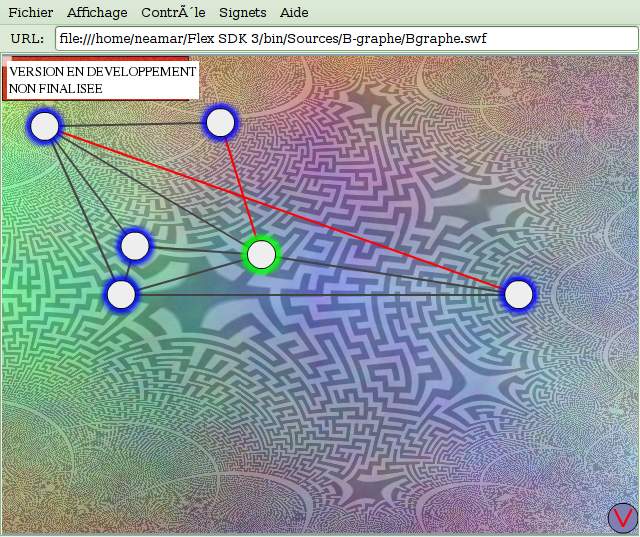 Fichier Affichage ContrÃ´le Signets Aide
URL: file:///home/neamar/Flex SDK 3/bin/Sources/B-graphe/Bgraphe.swf
VERSION EN DEVELOPPEMENT
NON FINALISEE
V